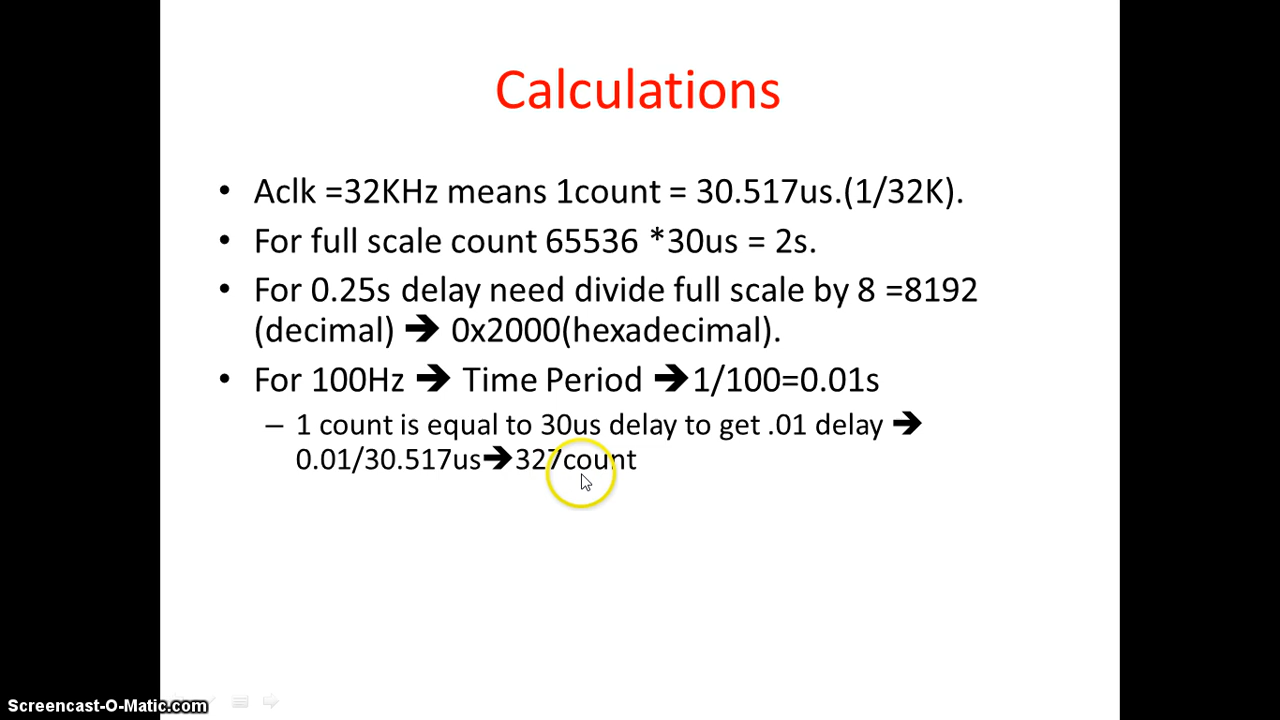 Calculations
• Aclk =32KHz means 1count = 30.517us.(1/32K).
• For full scale count 65536 *30us = 2s.
• For 0.25s delay need divide full scale by 8 =8192
(decimal) ➔ 0x2000(hexadecimal).
• For 100Hz ➔ Time Period ➔1/100=0.01s
– 1 count is equal to 30us delay to get .01 delay ➔
0.01/30.517us➔327count
Screencast-O-Matic.com